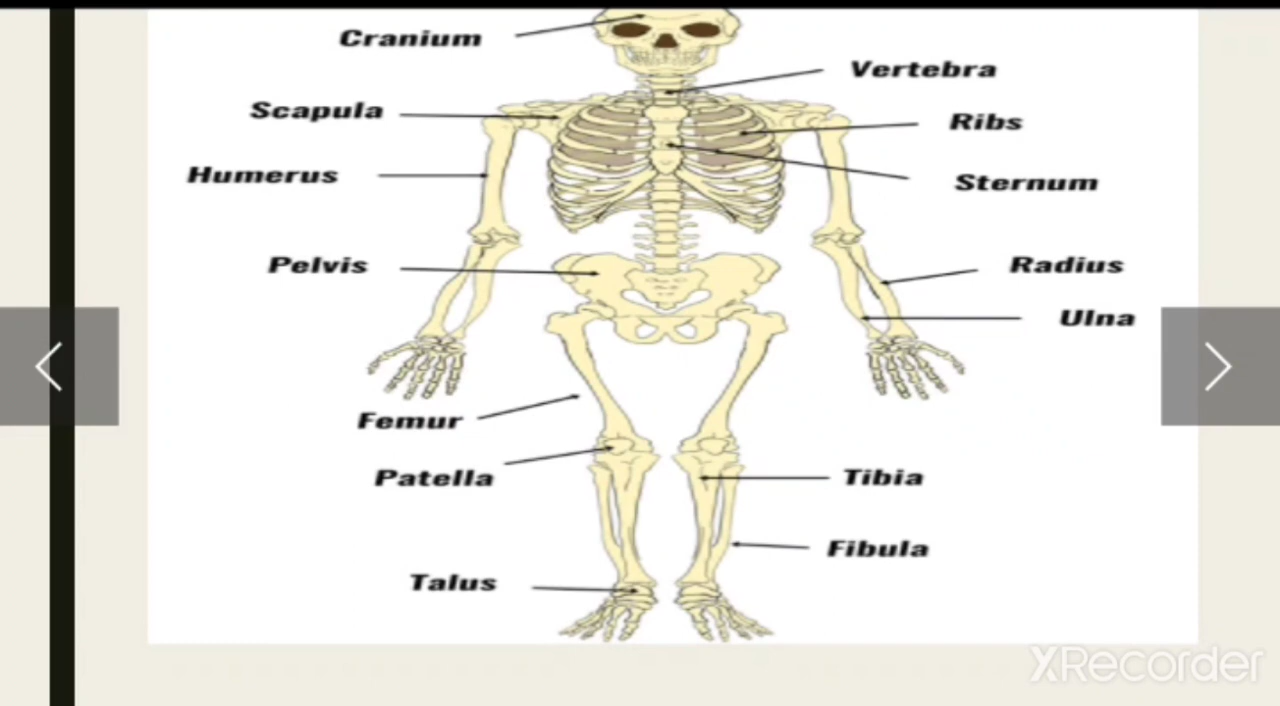 Cranium
Vertebra
Scapula
Ribs
Humerus
Sternum
Pelvis
Radius
Ulna
Femur
Patella
Tibia
Fibula
Talus
XRecorder